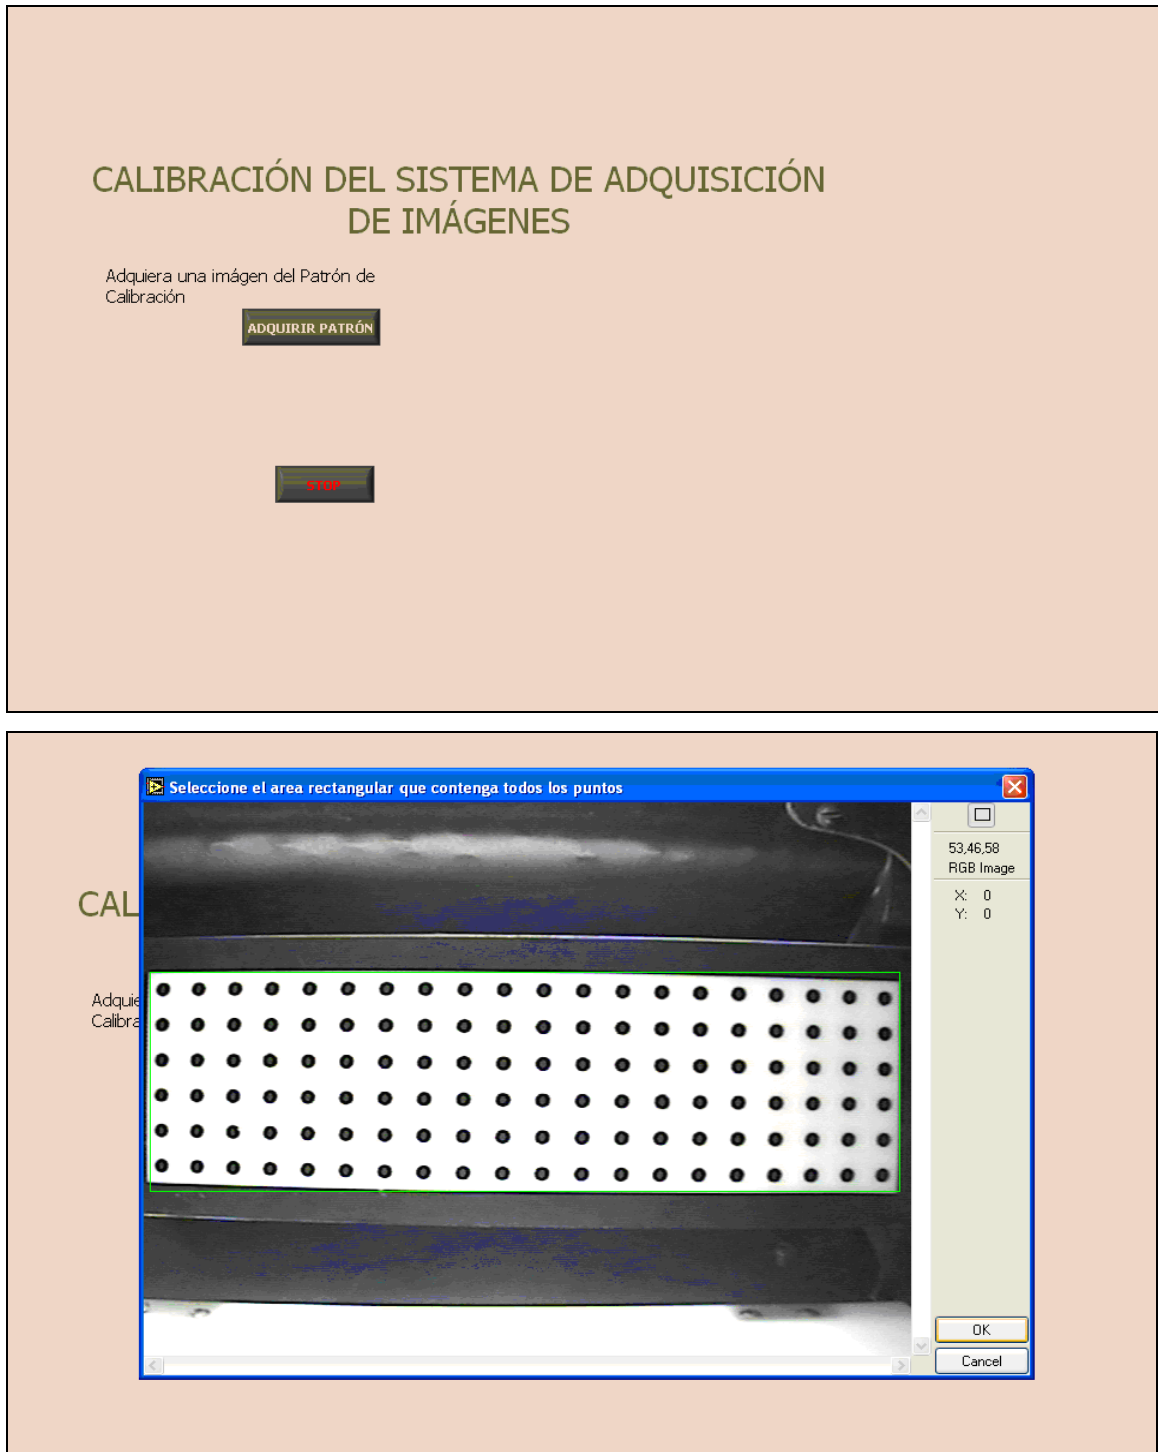 CALIBRACIÓN DEL SISTEMA DE ADQUISICIÓN
DE IMÁGENES
Adquiera una imágen del Patrón de
Calibración
ADQUIRIR PATRÓN
STOP
Seleccione el area rectangular que contenga todos los puntos
53,46,58
RGB Image
X: 0
Y: 0
CAL
Adquie
Calibra
OK
Cancel